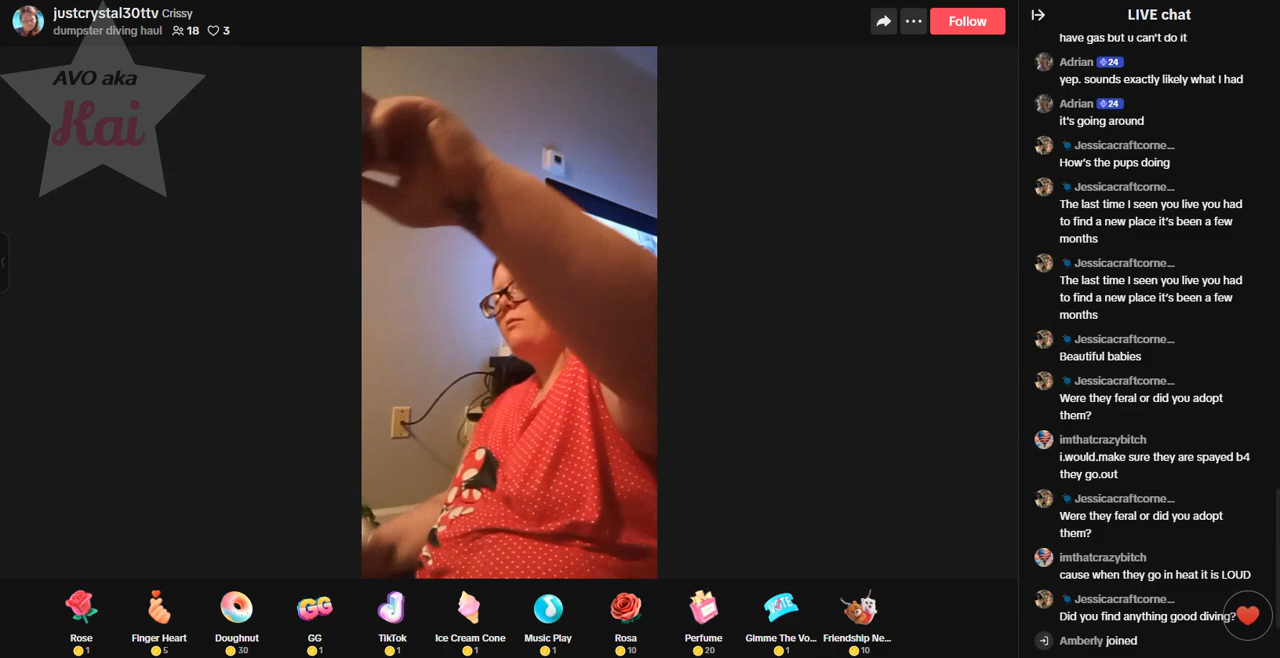 justcrystal30ttv Crissy
dumpster diving haul 18 3
Follow
AVO aka
Kai
LIVE chat
have gas but u can't do it
Adrian 24
yep. sounds exactly likely what I had
Adrian 24
it's going around
Jessicacraftcorne...
How's the pups doing
Jessicacraftcorne...
The last time I seen you live you had
to find a new place it's been a few
months
Jessicacraftcorne...
The last time I seen you live you had
to find a new place it's been a few
months
Jessicacraftcorne...
Beautiful babies
Jessicacraftcorne...
Were they feral or did you adopt
them?
imthatcrazybitch
i.would.make sure they are spayed b4
they go.out
Jessicacraftcorne...
Were they feral or did you adopt
them?
imthatcrazybitch
cause when they go in heat it is LOUD
Jessicacraftcorne...
Did you find anything good diving?
Amberly joined
GG
VOTE
Rose Finger Heart Doughnut GG TikTok Ice Cream Cone Music Play Rosa Perfume GImme The Vo... Friendship Ne...
1 5 30 1 1 1 1 10 20 1 10